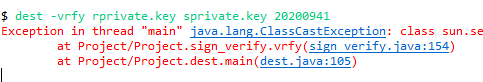 $ dest -vrfy rprivate.key sprivate.key 20200941
Exception in thread "main" java.lang.ClassCastException: class sun.se
at Project/Project.sign_verify.vrfy(sign_verify.java:154)
at Project/Project.dest.main(dest.java:105)